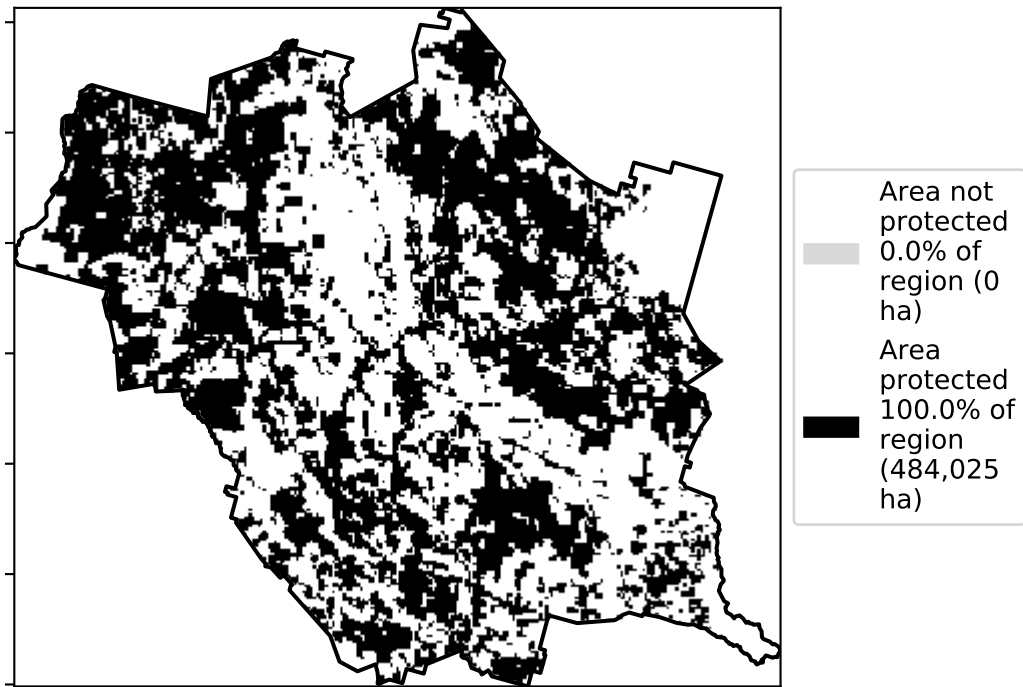 Area not
protected
0.0% of
region (0
ha)
Area
protected
100.0% of
region
(484,025
ha)